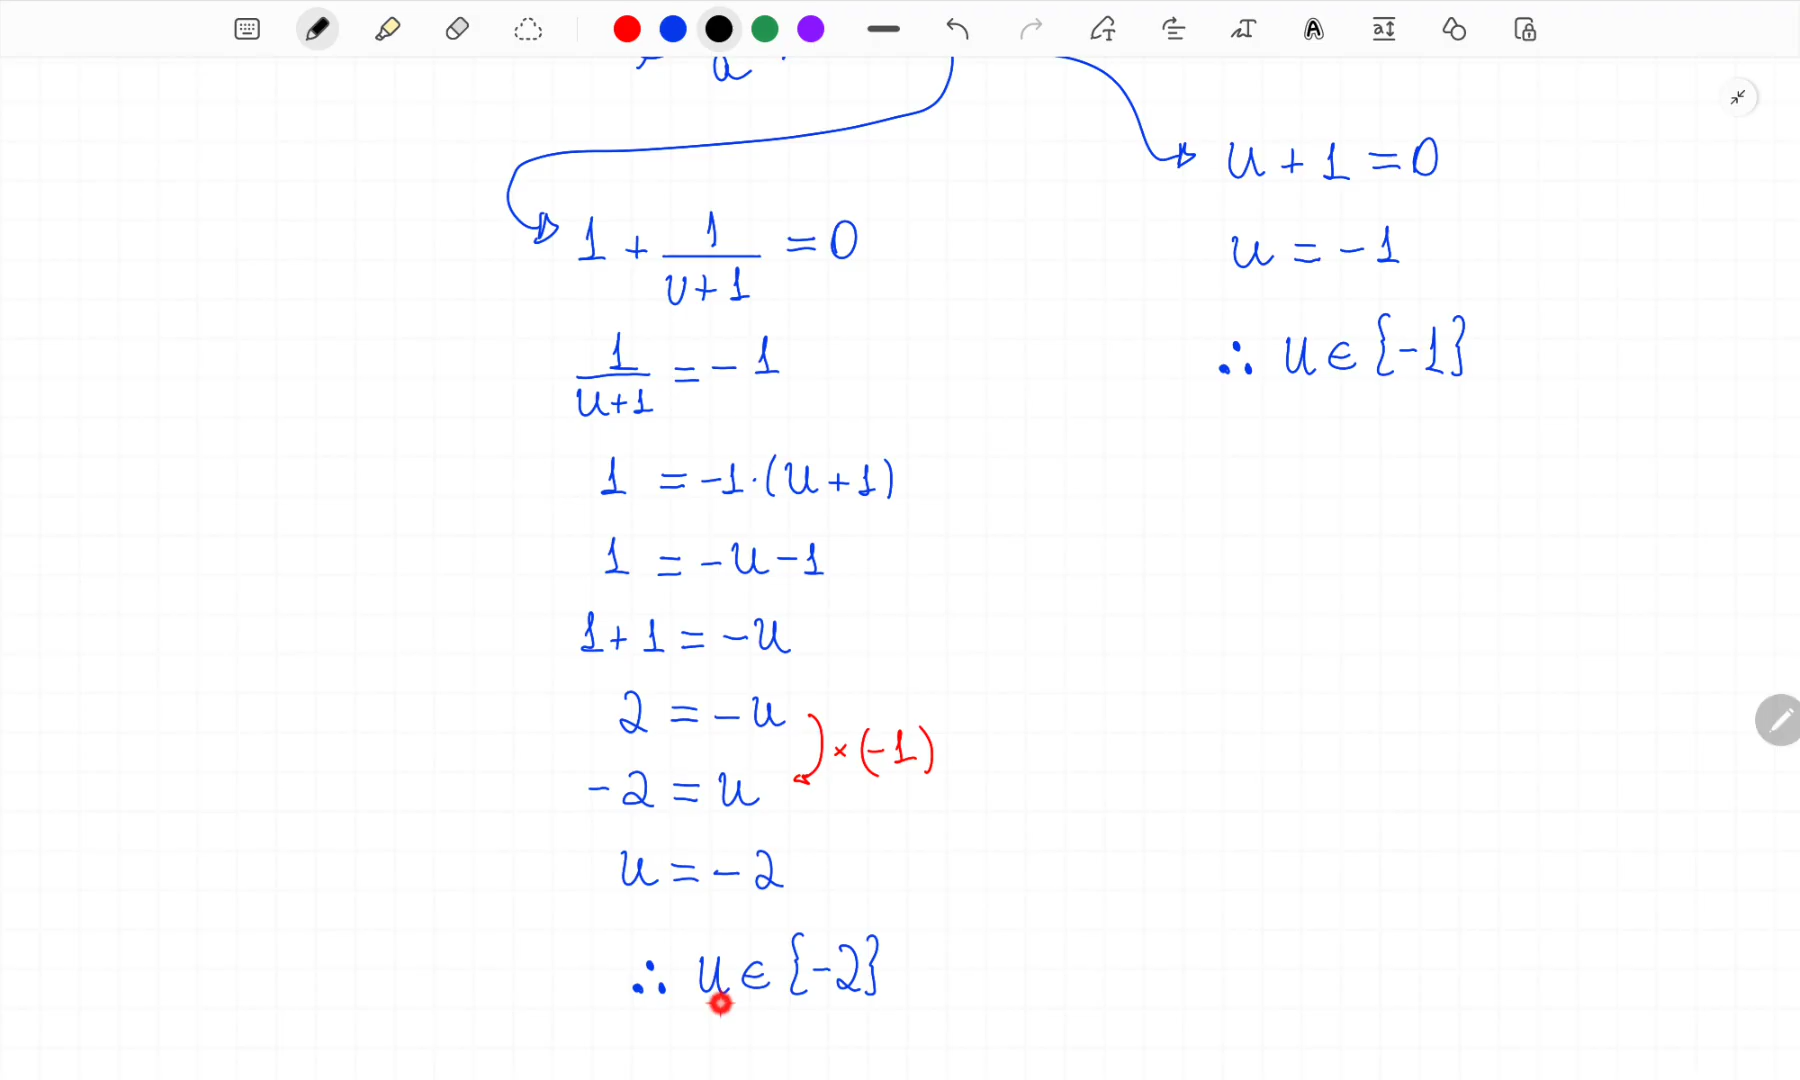 u
1 + 1/(u+1) = 0
1/(u+1) = -1
1 = -1·(u+1)
1 = -u-1
1+1 = -u
2 = -u
×(-1)
-2 = u
u = -2
∴ u ∈ {-2}
u + 1 = 0
u = -1
∴ u ∈ {-1}